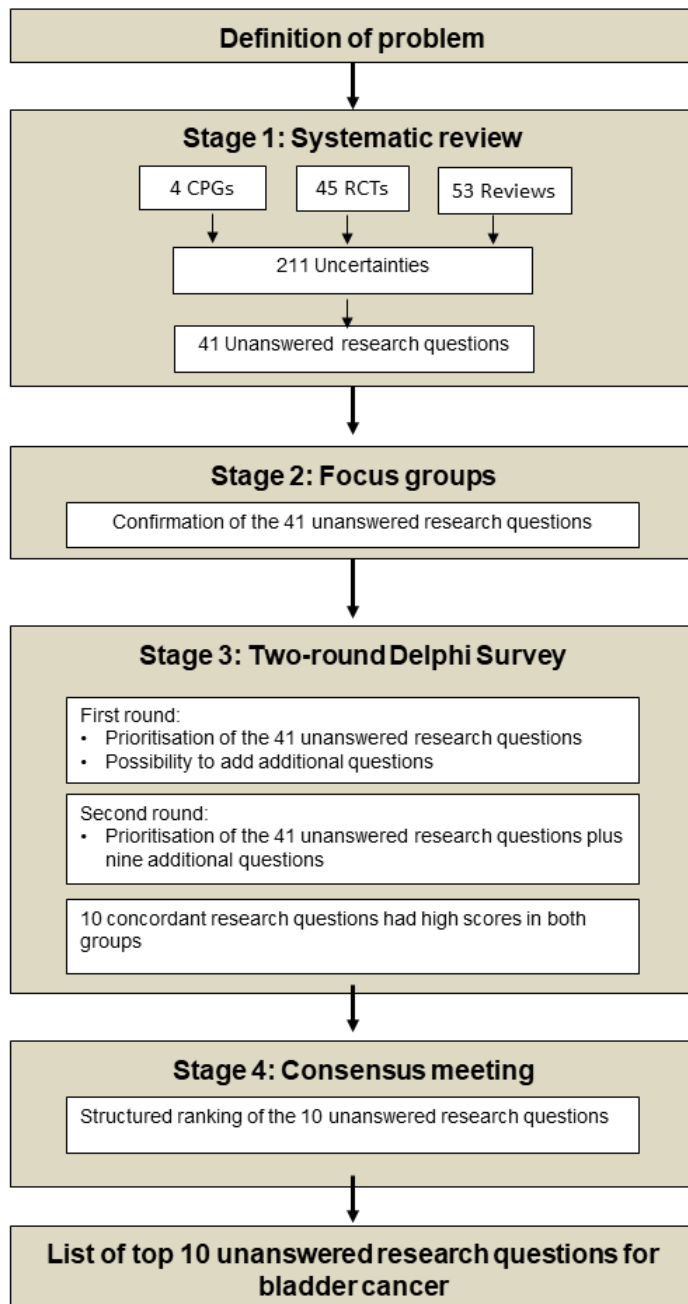 Definition of problem
Stage 1: Systematic review
4 CPGs
45 RCTs
53 Reviews
211 Uncertainties
41 Unanswered research questions
Stage 2: Focus groups
Confirmation of the 41 unanswered research questions
Stage 3: Two-round Delphi Survey
First round:
• Prioritisation of the 41 unanswered research questions
• Possibility to add additional questions
Second round:
• Prioritisation of the 41 unanswered research questions plus
nine additional questions
10 concordant research questions had high scores in both
groups
Stage 4: Consensus meeting
Structured ranking of the 10 unanswered research questions
List of top 10 unanswered research questions for
bladder cancer